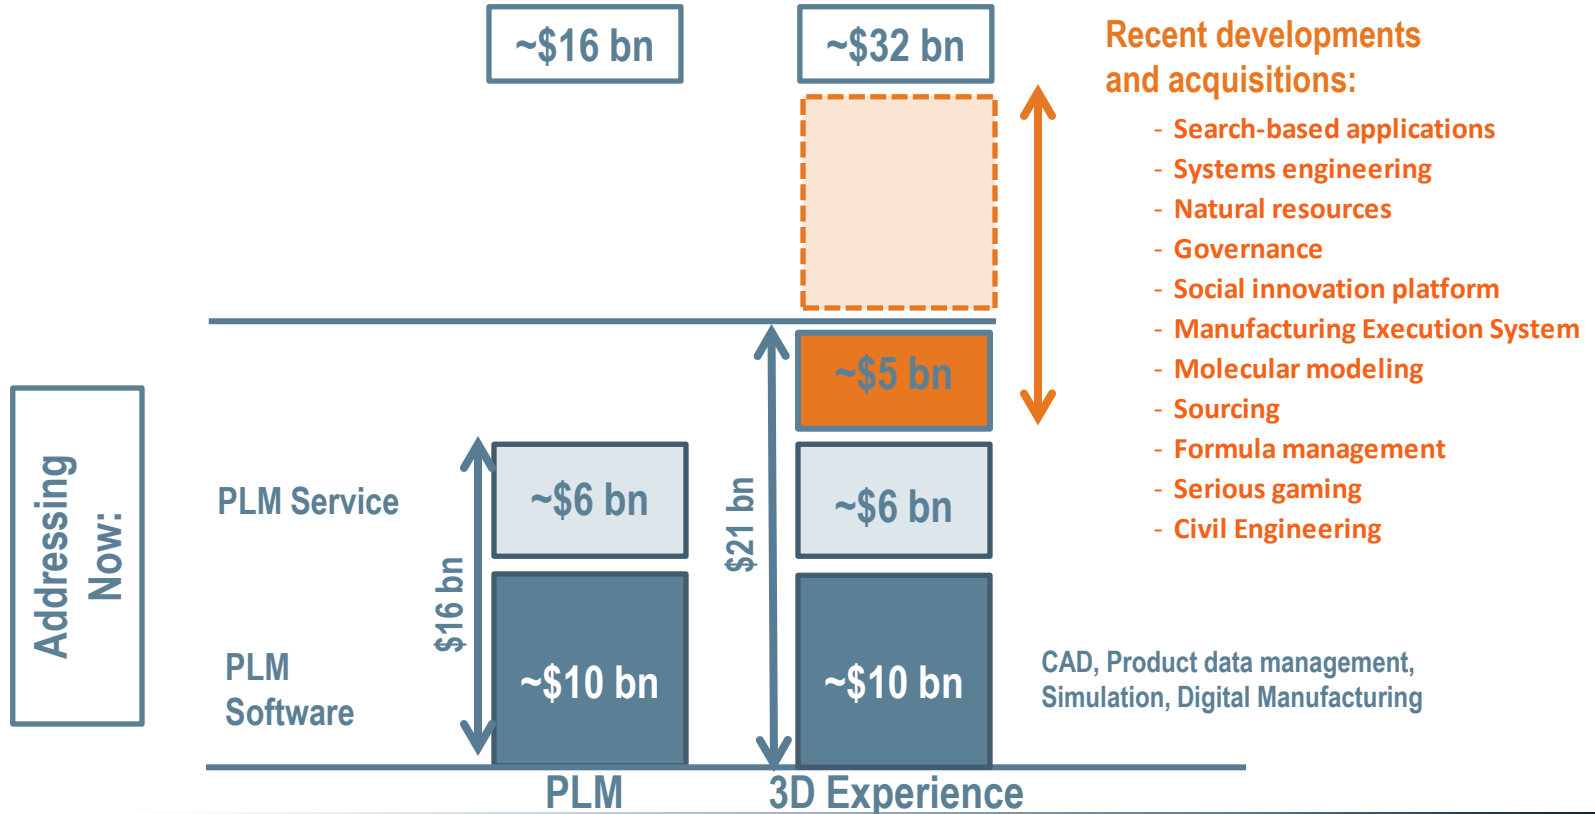 ~$16 bn
~$32 bn
Recent developments
and acquisitions:
- Search-based applications
- Systems engineering
- Natural resources
- Governance
- Social innovation platform
- Manufacturing Execution System
- Molecular modeling
- Sourcing
- Formula management
- Serious gaming
- Civil Engineering
~$5 bn
Addressing
Now:
PLM Service
~$6 bn
~$6 bn
$16 bn
$21 bn
PLM
Software
~$10 bn
~$10 bn
CAD, Product data management,
Simulation, Digital Manufacturing
PLM
3D Experience